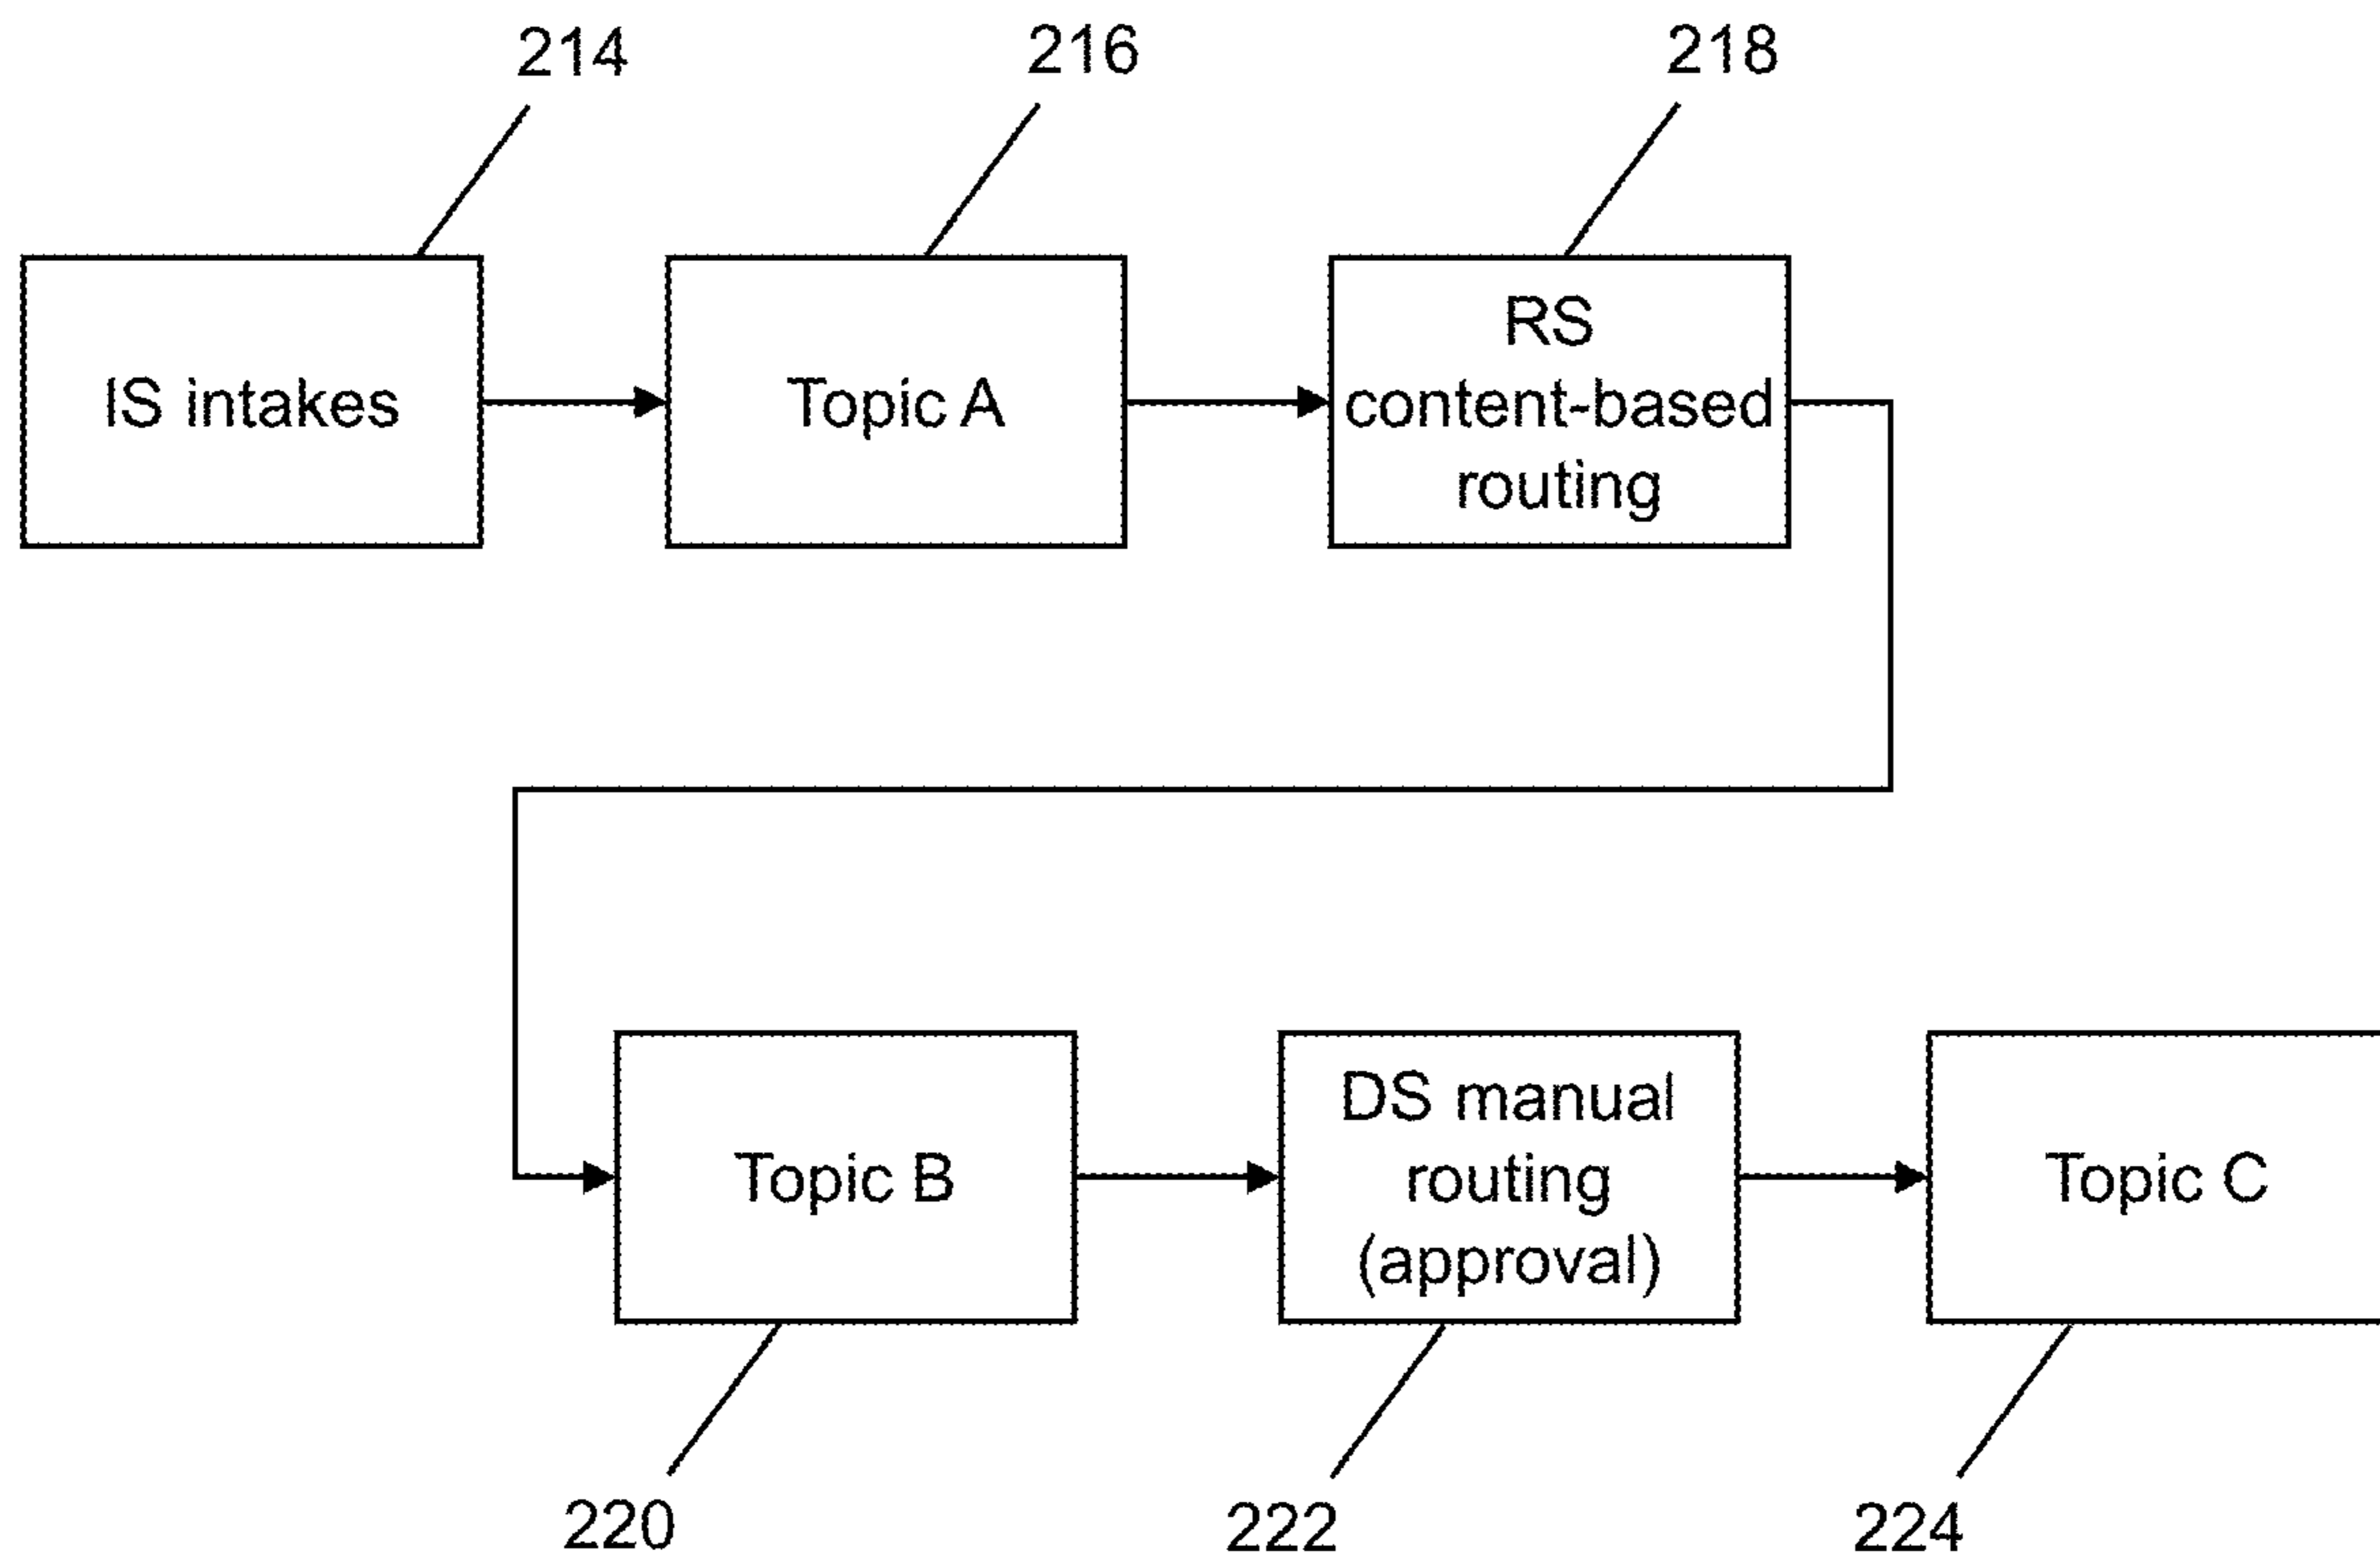 214
216
218
IS intakes
Topic A
RS
content-based
routing
Topic B
DS manual
routing
(approval)
Topic C
220
222
224